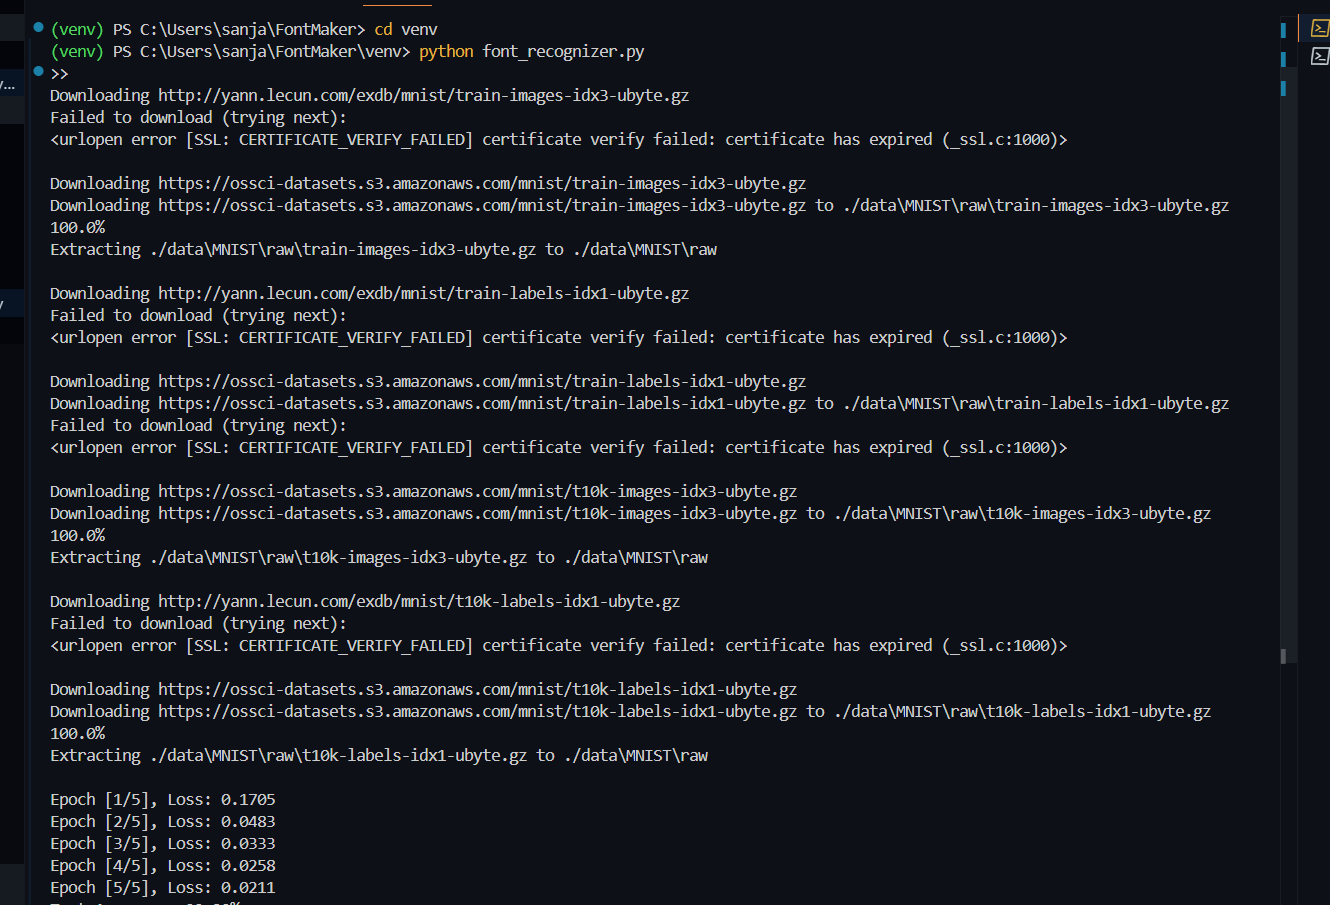 (venv) PS C:\Users\sanja\FontMaker> cd venv
(venv) PS C:\Users\sanja\FontMaker\venv> python font_recognizer.py
>>
Downloading http://yann.lecun.com/exdb/mnist/train-images-idx3-ubyte.gz
Failed to download (trying next):
<urlopen error [SSL: CERTIFICATE_VERIFY_FAILED] certificate verify failed: certificate has expired (_ssl.c:1000)>
Downloading https://ossci-datasets.s3.amazonaws.com/mnist/train-images-idx3-ubyte.gz
Downloading https://ossci-datasets.s3.amazonaws.com/mnist/train-images-idx3-ubyte.gz to ./data\MNIST\raw\train-images-idx3-ubyte.gz
100.0%
Extracting ./data\MNIST\raw\train-images-idx3-ubyte.gz to ./data\MNIST\raw
Downloading http://yann.lecun.com/exdb/mnist/train-labels-idx1-ubyte.gz
Failed to download (trying next):
<urlopen error [SSL: CERTIFICATE_VERIFY_FAILED] certificate verify failed: certificate has expired (_ssl.c:1000)>
Downloading https://ossci-datasets.s3.amazonaws.com/mnist/train-labels-idx1-ubyte.gz
Downloading https://ossci-datasets.s3.amazonaws.com/mnist/train-labels-idx1-ubyte.gz to ./data\MNIST\raw\train-labels-idx1-ubyte.gz
Failed to download (trying next):
<urlopen error [SSL: CERTIFICATE_VERIFY_FAILED] certificate verify failed: certificate has expired (_ssl.c:1000)>
Downloading https://ossci-datasets.s3.amazonaws.com/mnist/t10k-images-idx3-ubyte.gz
Downloading https://ossci-datasets.s3.amazonaws.com/mnist/t10k-images-idx3-ubyte.gz to ./data\MNIST\raw\t10k-images-idx3-ubyte.gz
100.0%
Extracting ./data\MNIST\raw\t10k-images-idx3-ubyte.gz to ./data\MNIST\raw
Downloading http://yann.lecun.com/exdb/mnist/t10k-labels-idx1-ubyte.gz
Failed to download (trying next):
<urlopen error [SSL: CERTIFICATE_VERIFY_FAILED] certificate verify failed: certificate has expired (_ssl.c:1000)>
Downloading https://ossci-datasets.s3.amazonaws.com/mnist/t10k-labels-idx1-ubyte.gz
Downloading https://ossci-datasets.s3.amazonaws.com/mnist/t10k-labels-idx1-ubyte.gz to ./data\MNIST\raw\t10k-labels-idx1-ubyte.gz
100.0%
Extracting ./data\MNIST\raw\t10k-labels-idx1-ubyte.gz to ./data\MNIST\raw
Epoch [1/5], Loss: 0.1705
Epoch [2/5], Loss: 0.0483
Epoch [3/5], Loss: 0.0333
Epoch [4/5], Loss: 0.0258
Epoch [5/5], Loss: 0.0211